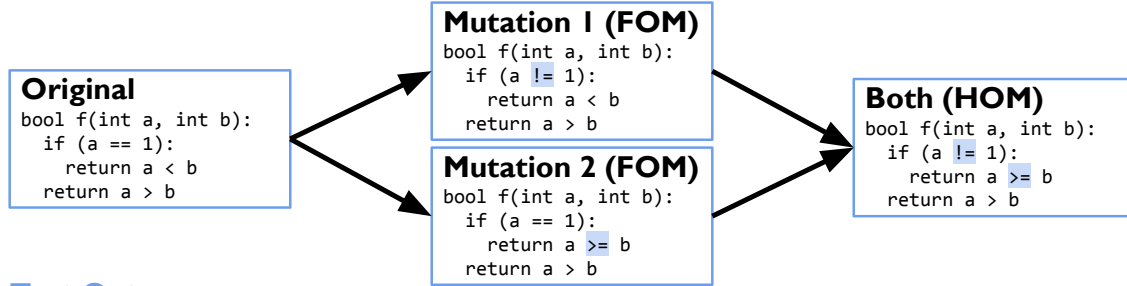 Original
bool f(int a, int b):
if (a == 1):
return a < b
return a > b
Mutation 1 (FOM)
bool f(int a, int b):
if (a != 1):
return a < b
return a > b
Mutation 2 (FOM)
bool f(int a, int b):
if (a == 1):
return a >= b
return a > b
Both (HOM)
bool f(int a, int b):
if (a != 1):
return a >= b
return a > b